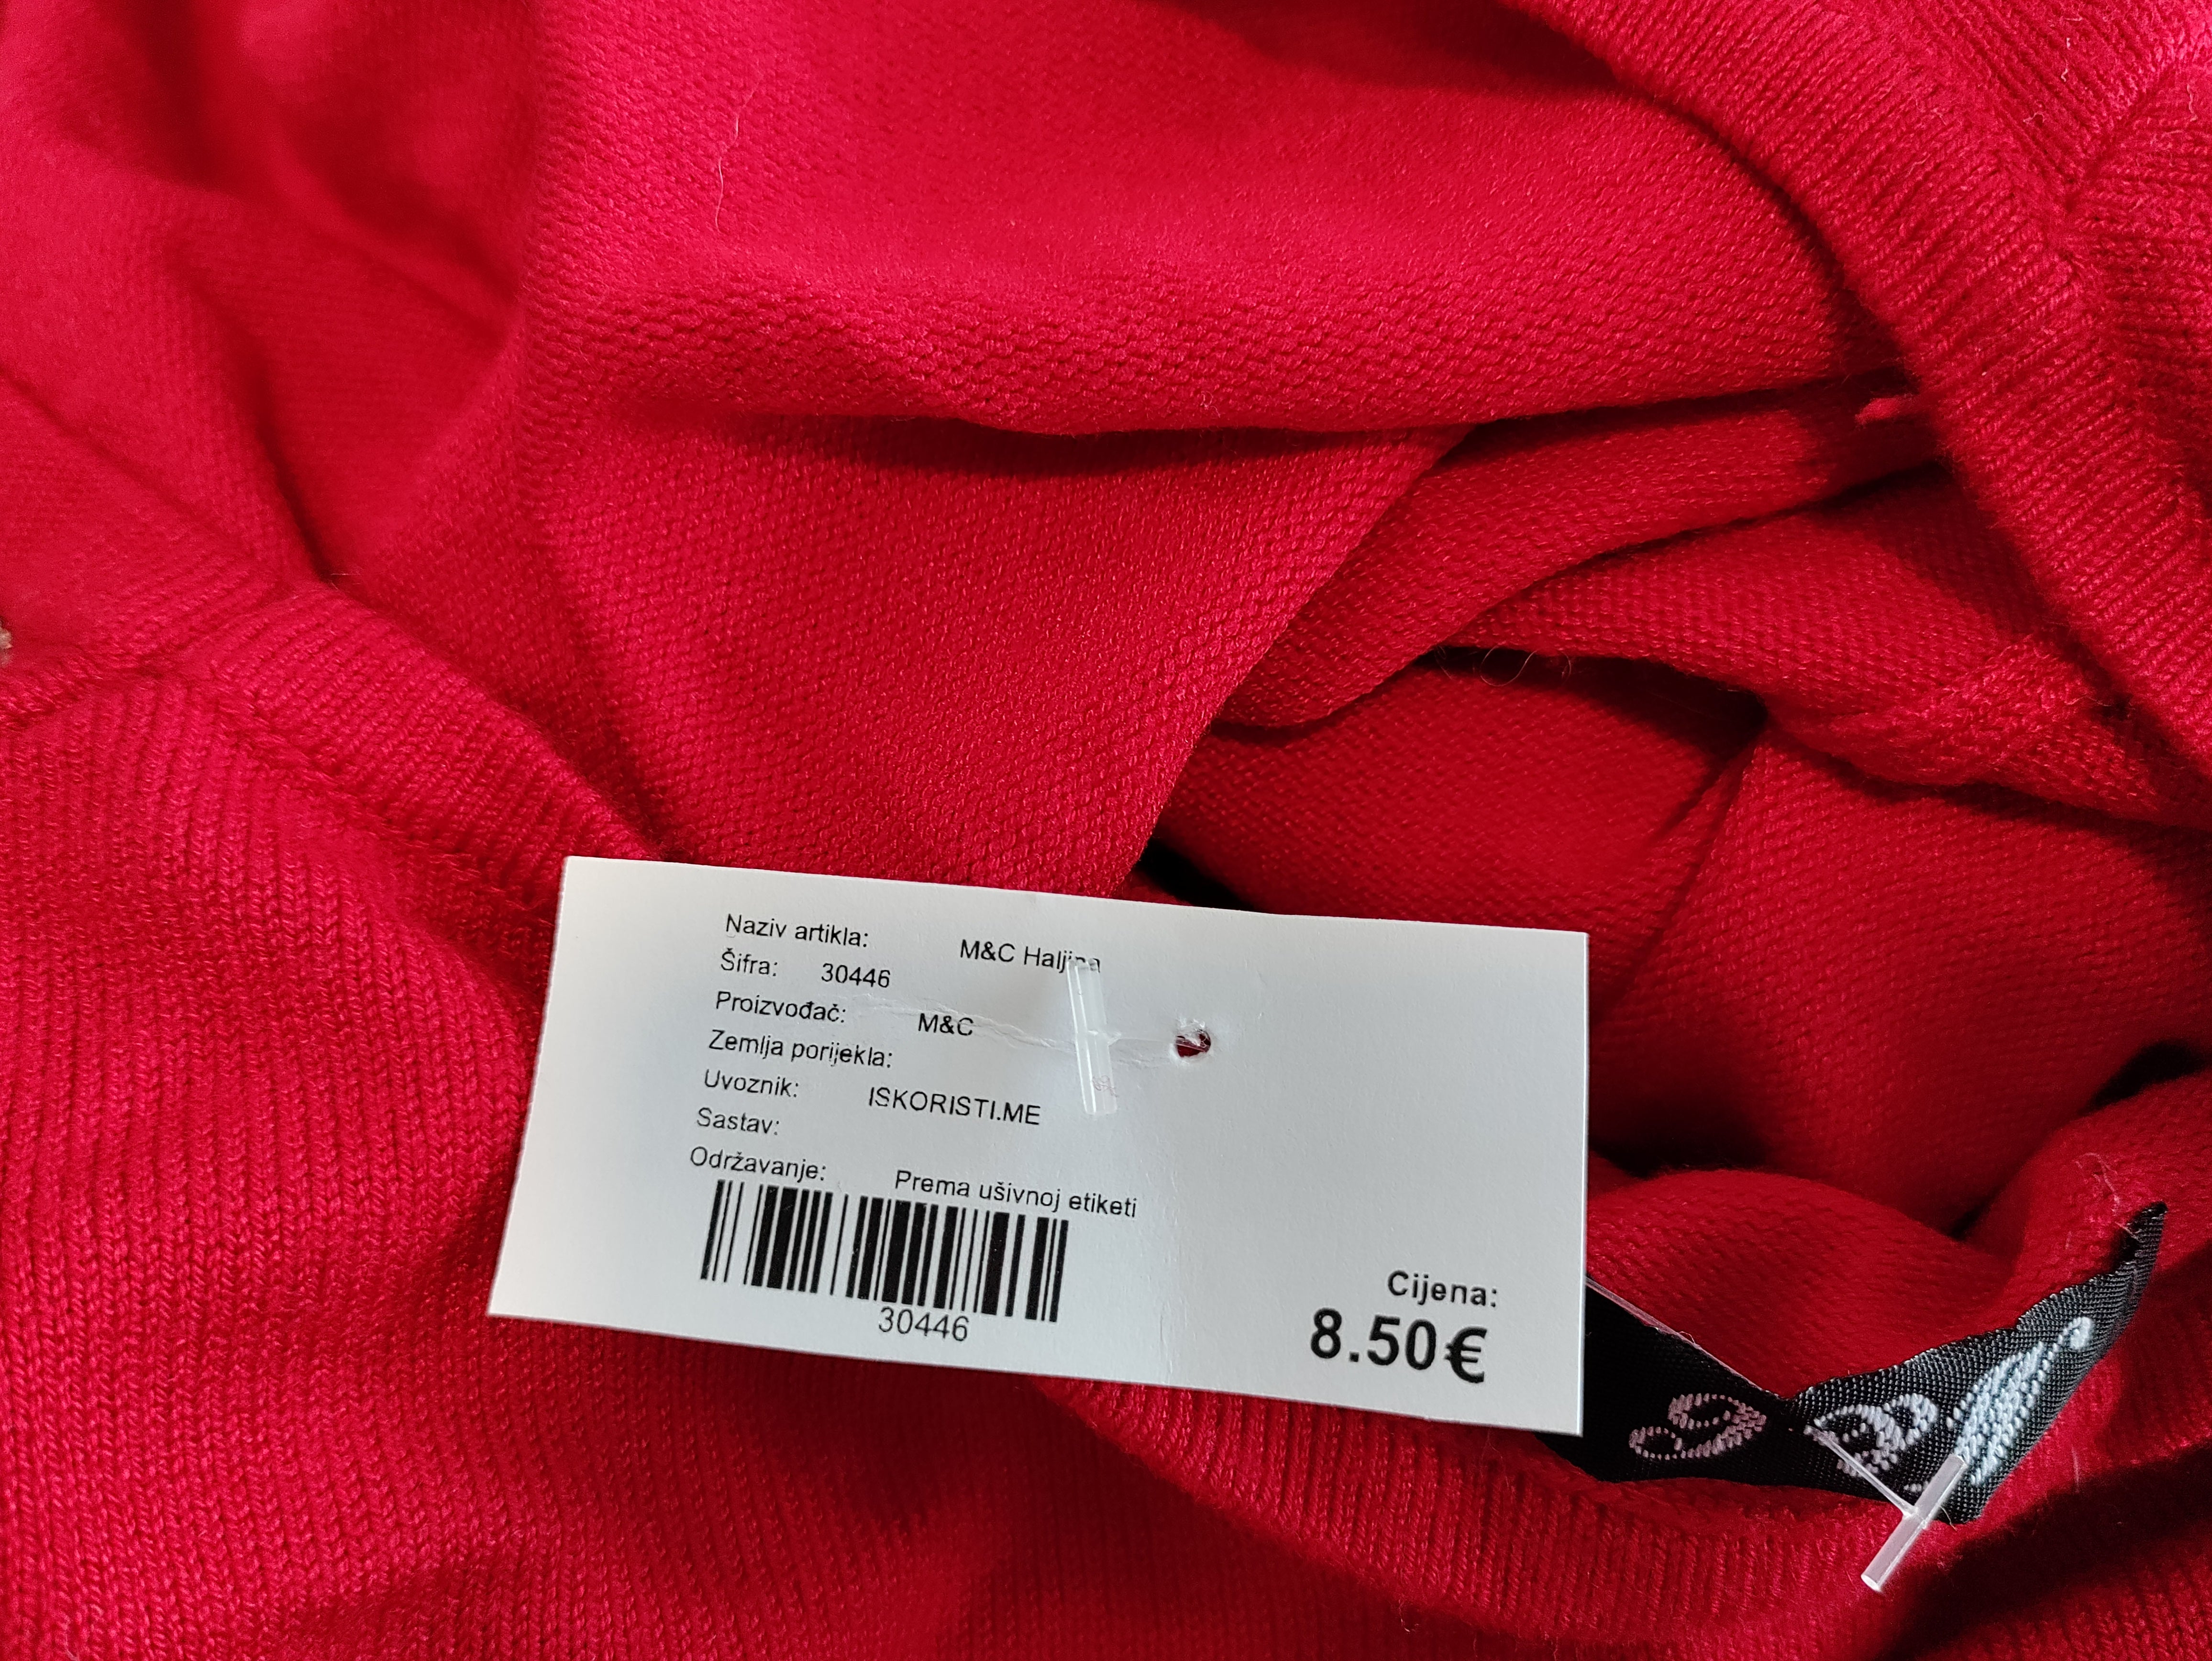 Naziv artikla: M&C Haljina
Šifra: 30446
Proizvođač: M&C
Zemlja porijekla:
Uvoznik: ISKORISTI.ME
Sastav:
Održavanje: Prema ušivnoj etiketi
30446
Cijena:
8.50€